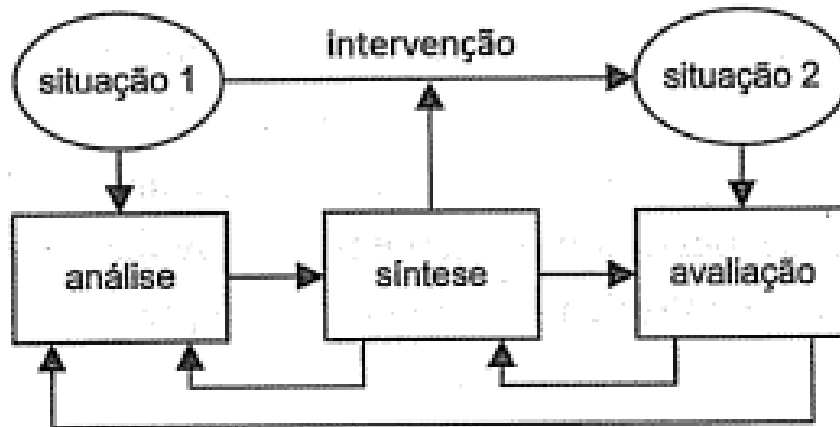 intervenção
situação 1
situação 2
análise
síntese
avaliação